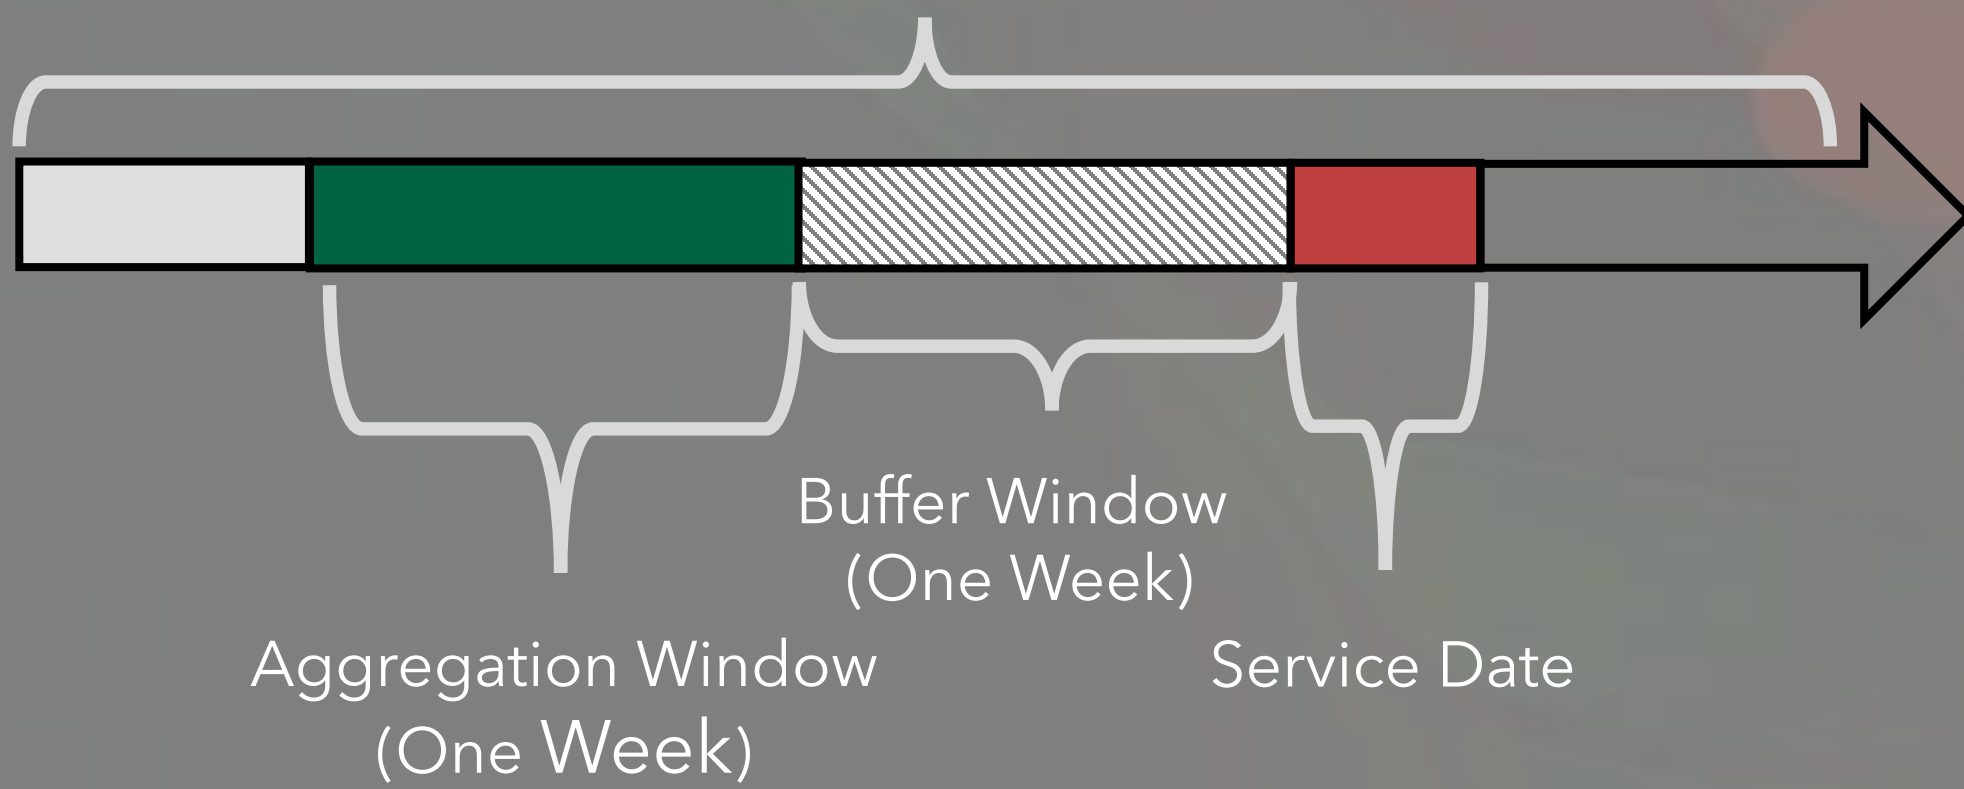 Buffer Window
(One Week)
Aggregation Window
(One Week)
Service Date